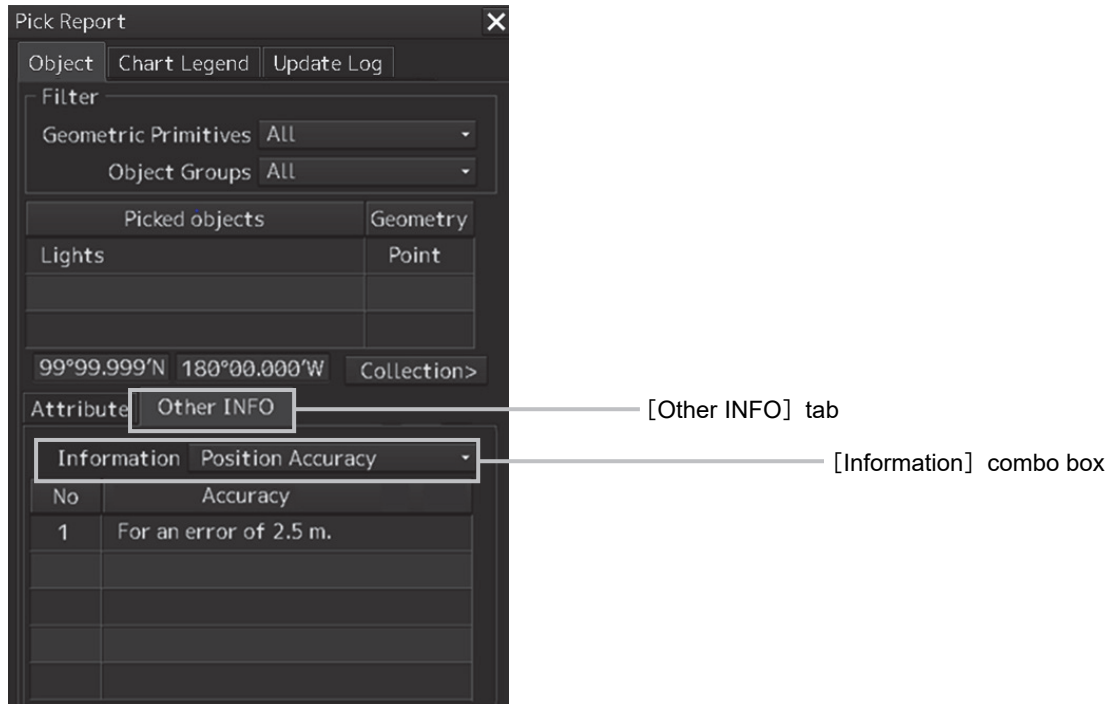 Pick Report
Object Chart Legend Update Log
Filter
Geometric Primitives All
Object Groups All
Picked objects Geometry
Lights Point
99°99.999′N 180°00.000′W Collection>
Attribute Other INFO
[Other INFO] tab
Information Position Accuracy
[Information] combo box
No Accuracy
1 For an error of 2.5 m.